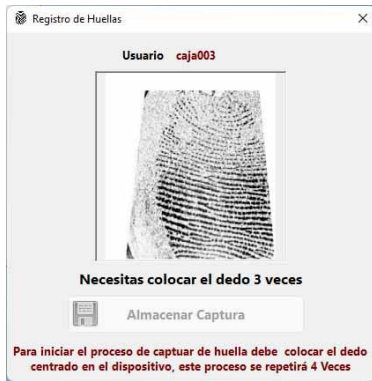 Registro de Huellas
Usuario caja003
Necesitas colocar el dedo 3 veces
Almacenar Captura
Para iniciar el proceso de captuar de huella debe colocar el dedo
centrado en el dispositivo, este proceso se repetirá 4 Veces